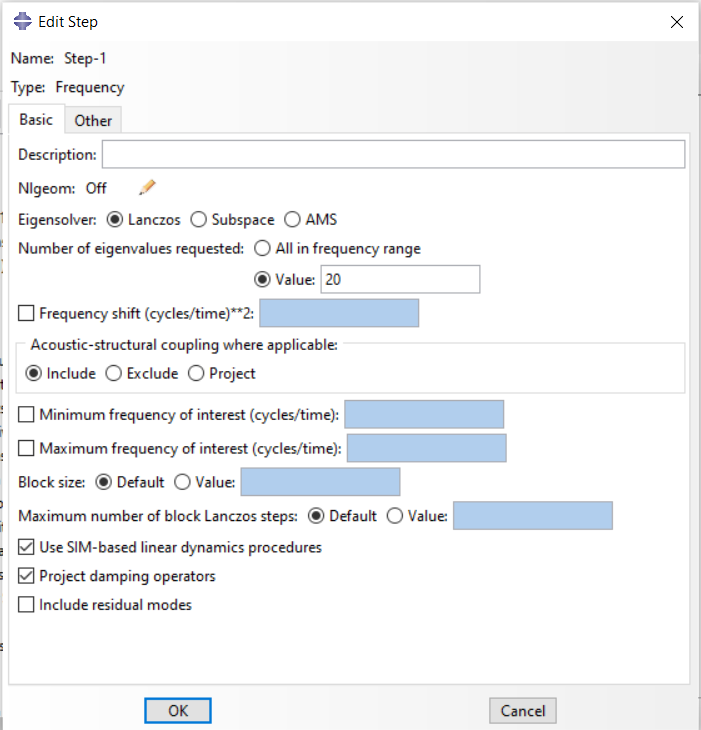 Edit Step
Name: Step-1
Type: Frequency
Basic Other
Description:
Nlgeom: Off
Eigensolver: Lanczos Subspace AMS
Number of eigenvalues requested: All in frequency range
Value: 20
Frequency shift (cycles/time)**2:
Acoustic-structural coupling where applicable:
Include Exclude Project
Minimum frequency of interest (cycles/time):
Maximum frequency of interest (cycles/time):
Block size: Default Value:
Maximum number of block Lanczos steps: Default Value:
Use SIM-based linear dynamics procedures
Project damping operators
Include residual modes
OK Cancel